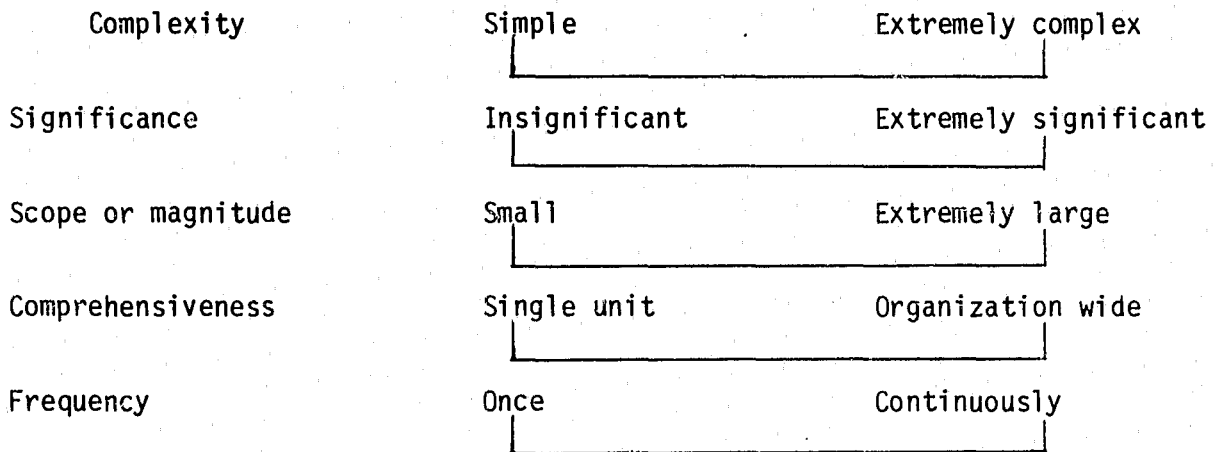 Complexity Simple Extremely complex
Significance Insignificant Extremely significant
Scope or magnitude Small Extremely large
Comprehensiveness Single unit Organization wide
Frequency Once Continuously